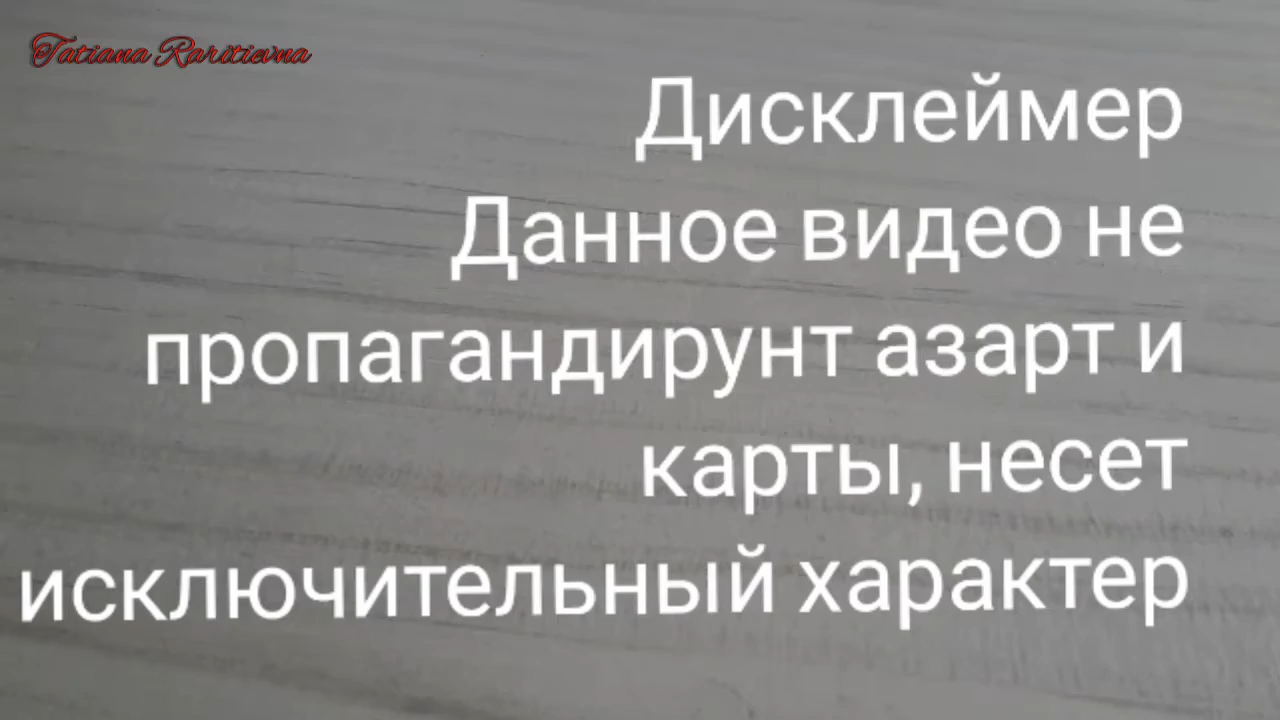 Tatiana Raritievna
Дисклеймер
Данное видео не
пропагандирунт азарт и
карты, несет
исключительный характер